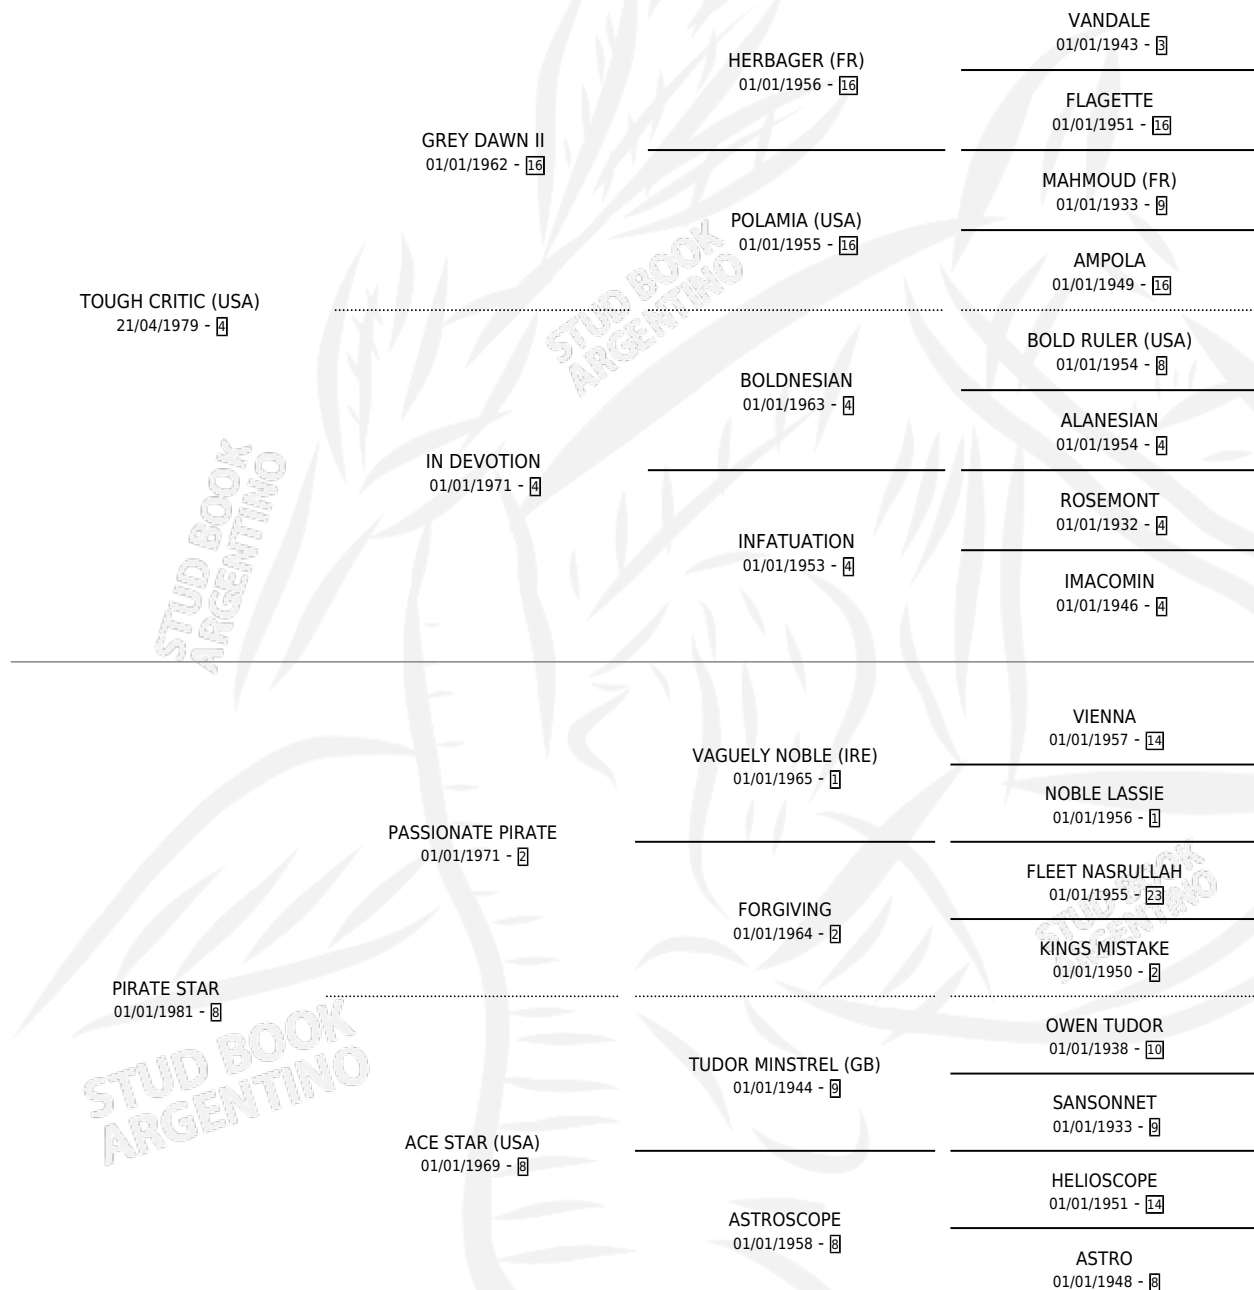 VANDALE
01/01/1943 - 3
HERBAGER (FR)
01/01/1956 - 16
FLAGETTE
01/01/1951 - 16
GREY DAWN II
01/01/1962 - 16
MAHMOUD (FR)
01/01/1933 - 9
POLAMIA (USA)
01/01/1955 - 16
AMPOLA
01/01/1949 - 16
TOUGH CRITIC (USA)
21/04/1979 - 4
BOLD RULER (USA)
01/01/1954 - 8
BOLDNESIAN
01/01/1963 - 4
ALANESIAN
01/01/1954 - 4
IN DEVOTION
01/01/1971 - 4
ROSEMONT
01/01/1932 - 4
INFATUATION
01/01/1953 - 4
IMACOMIN
01/01/1946 - 4
VIENNA
01/01/1957 - 14
VAGUELY NOBLE (IRE)
01/01/1965 - 1
NOBLE LASSIE
01/01/1956 - 1
PASSIONATE PIRATE
01/01/1971 - 2
FLEET NASRULLAH
01/01/1955 - 23
FORGIVING
01/01/1964 - 2
KINGS MISTAKE
01/01/1950 - 2
PIRATE STAR
01/01/1981 - 8
OWEN TUDOR
01/01/1938 - 10
TUDOR MINSTREL (GB)
01/01/1944 - 9
SANSONNET
01/01/1933 - 9
ACE STAR (USA)
01/01/1969 - 8
HELIOSCOPE
01/01/1951 - 14
ASTROSCOPE
01/01/1958 - 8
ASTRO
01/01/1948 - 8
STUD BOOK
ARGENTINO
STUD BOOK
ARGENTINO
STUD BOOK
ARGENTINO
STUD BOOK
ARGENTINO